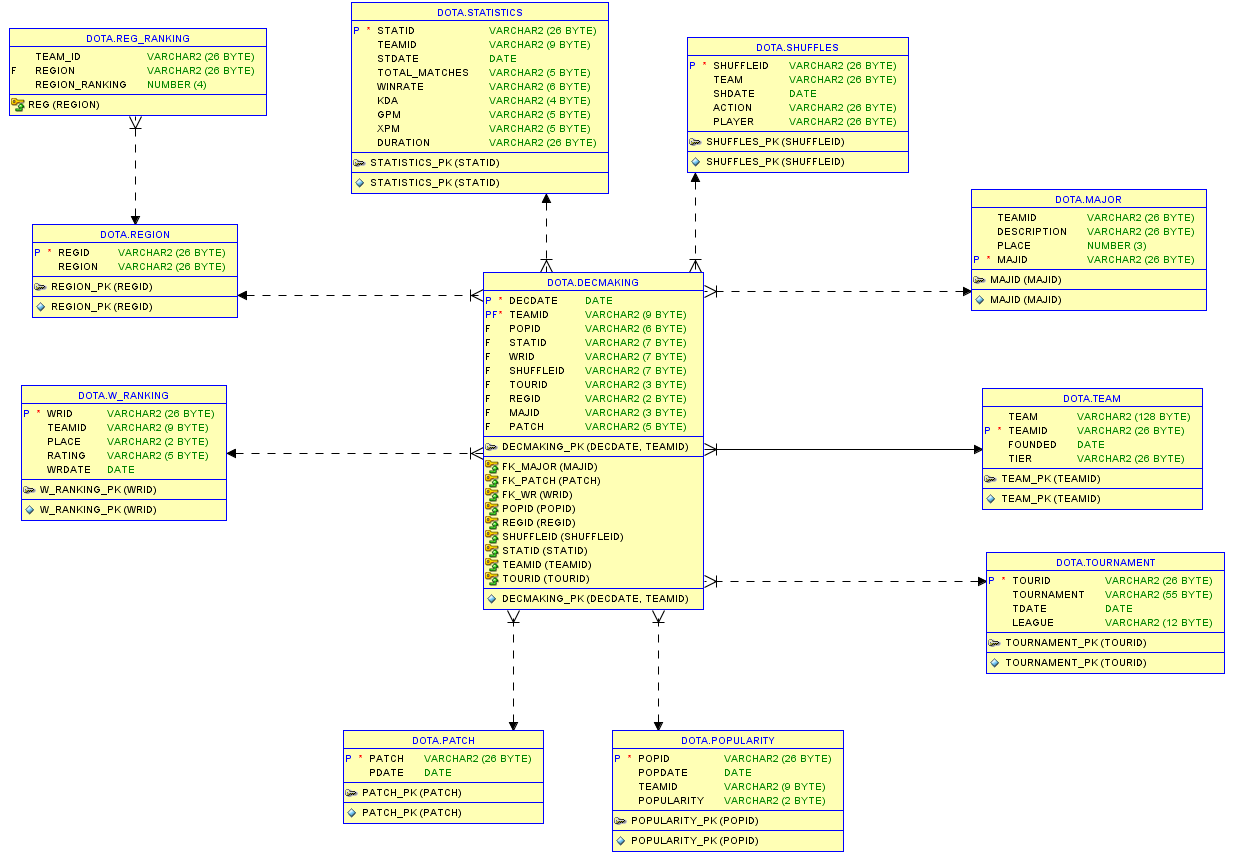 DOTA.REG_RANKING
TEAM_ID VARCHAR2 (26 BYTE)
F REGION VARCHAR2 (26 BYTE)
REGION_RANKING NUMBER (4)
REG (REGION)
DOTA.STATISTICS
P * STATID VARCHAR2 (26 BYTE)
TEAMID VARCHAR2 (9 BYTE)
STDATE DATE
TOTAL_MATCHES VARCHAR2 (5 BYTE)
WINRATE VARCHAR2 (6 BYTE)
KDA VARCHAR2 (4 BYTE)
GPM VARCHAR2 (5 BYTE)
XPM VARCHAR2 (5 BYTE)
DURATION VARCHAR2 (26 BYTE)
STATISTICS_PK (STATID)
STATISTICS_PK (STATID)
DOTA.SHUFFLES
P * SHUFFLEID VARCHAR2 (26 BYTE)
TEAM VARCHAR2 (26 BYTE)
SHDATE DATE
ACTION VARCHAR2 (26 BYTE)
PLAYER VARCHAR2 (26 BYTE)
SHUFFLES_PK (SHUFFLEID)
SHUFFLES_PK (SHUFFLEID)
DOTA.MAJOR
TEAMID VARCHAR2 (26 BYTE)
DESCRIPTION VARCHAR2 (26 BYTE)
PLACE NUMBER (3)
P * MAJID VARCHAR2 (26 BYTE)
MAJID (MAJID)
MAJID (MAJID)
DOTA.REGION
P * REGID VARCHAR2 (26 BYTE)
REGION VARCHAR2 (26 BYTE)
REGION_PK (REGID)
REGION_PK (REGID)
DOTA.DECMAKING
P * DECDATE DATE
PF* TEAMID VARCHAR2 (9 BYTE)
F POPID VARCHAR2 (6 BYTE)
F STATID VARCHAR2 (7 BYTE)
F WRID VARCHAR2 (7 BYTE)
F SHUFFLEID VARCHAR2 (7 BYTE)
F TOURID VARCHAR2 (3 BYTE)
F REGID VARCHAR2 (2 BYTE)
F MAJID VARCHAR2 (3 BYTE)
F PATCH VARCHAR2 (5 BYTE)
DECMAKING_PK (DECDATE, TEAMID)
FK_MAJOR (MAJID)
FK_PATCH (PATCH)
FK_WR (WRID)
POPID (POPID)
REGID (REGID)
SHUFFLEID (SHUFFLEID)
STATID (STATID)
TEAMID (TEAMID)
TOURID (TOURID)
DECMAKING_PK (DECDATE, TEAMID)
DOTA.W_RANKING
P * WRID VARCHAR2 (26 BYTE)
TEAMID VARCHAR2 (9 BYTE)
PLACE VARCHAR2 (2 BYTE)
RATING VARCHAR2 (5 BYTE)
WRDATE DATE
W_RANKING_PK (WRID)
W_RANKING_PK (WRID)
DOTA.TEAM
TEAM VARCHAR2 (128 BYTE)
P * TEAMID VARCHAR2 (26 BYTE)
FOUNDED DATE
TIER VARCHAR2 (26 BYTE)
TEAM_PK (TEAMID)
TEAM_PK (TEAMID)
DOTA.TOURNAMENT
P * TOURID VARCHAR2 (26 BYTE)
TOURNAMENT VARCHAR2 (55 BYTE)
TDATE DATE
LEAGUE VARCHAR2 (12 BYTE)
TOURNAMENT_PK (TOURID)
TOURNAMENT_PK (TOURID)
DOTA.PATCH
P * PATCH VARCHAR2 (26 BYTE)
PDATE DATE
PATCH_PK (PATCH)
PATCH_PK (PATCH)
DOTA.POPULARITY
P * POPID VARCHAR2 (26 BYTE)
POPDATE DATE
TEAMID VARCHAR2 (9 BYTE)
POPULARITY VARCHAR2 (2 BYTE)
POPULARITY_PK (POPID)
POPULARITY_PK (POPID)